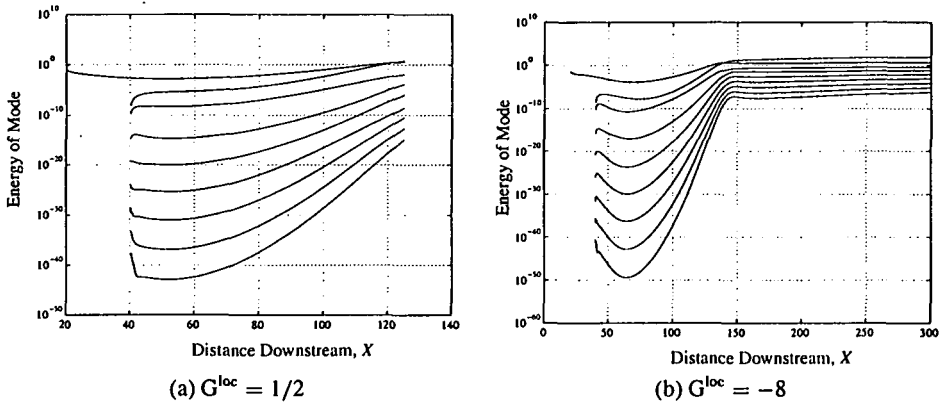 10^10
10^0
10^-10
10^-20
10^-30
10^-40
10^-50
Energy of Mode
20 40 60 80 100 120 140
Distance Downstream, X
(a) G^loc = 1/2
10^10
10^0
10^-10
10^-20
10^-30
10^-40
10^-50
10^-60
Energy of Mode
0 50 100 150 200 250 300
Distance Downstream, X
(b) G^loc = −8